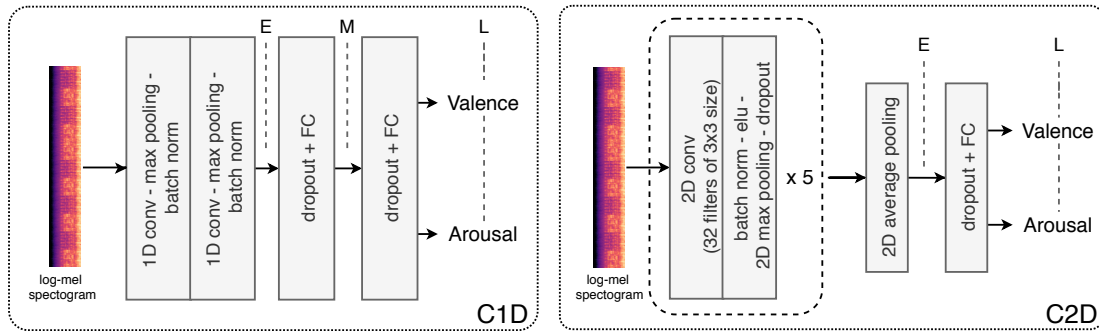 E
M
L
1D conv - max pooling -
batch norm
1D conv - max pooling -
batch norm
dropout + FC
dropout + FC
Valence
Arousal
log-mel
spectogram
C1D
E
L
2D conv
(32 filters of 3x3 size)
batch norm - elu -
2D max pooling - dropout
x 5
2D average pooling
dropout + FC
Valence
Arousal
log-mel
spectogram
C2D